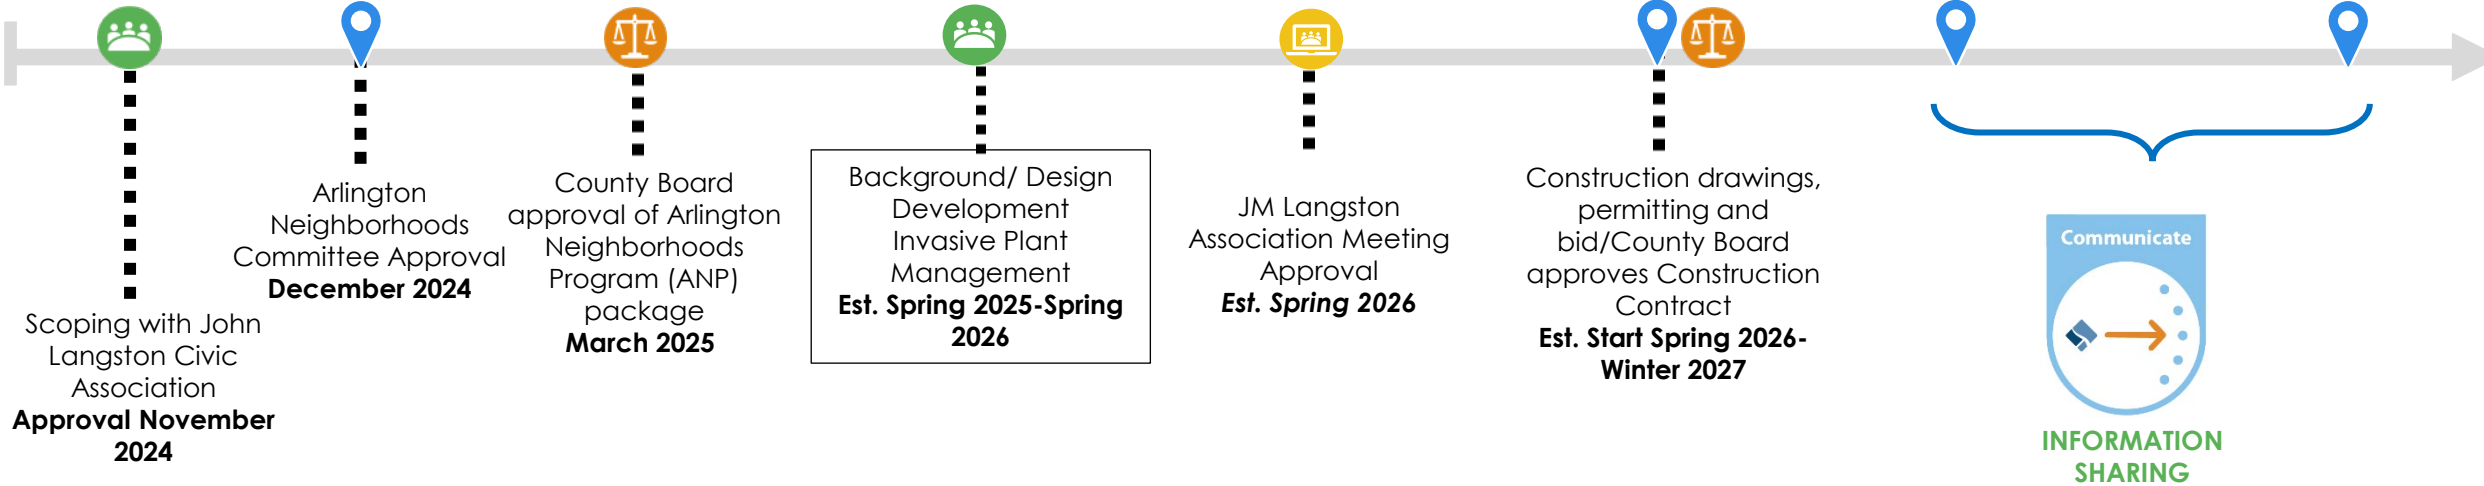 Scoping with John
Langston Civic
Association
Approval November
2024
Arlington
Neighborhoods
Committee Approval
December 2024
County Board
approval of Arlington
Neighborhoods
Program (ANP)
package
March 2025
Background/ Design
Development
Invasive Plant
Management
Est. Spring 2025-Spring
2026
JM Langston
Association Meeting
Approval
Est. Spring 2026
Construction drawings,
permitting and
bid/County Board
approves Construction
Contract
Est. Start Spring 2026-
Winter 2027
Communicate
INFORMATION
SHARING